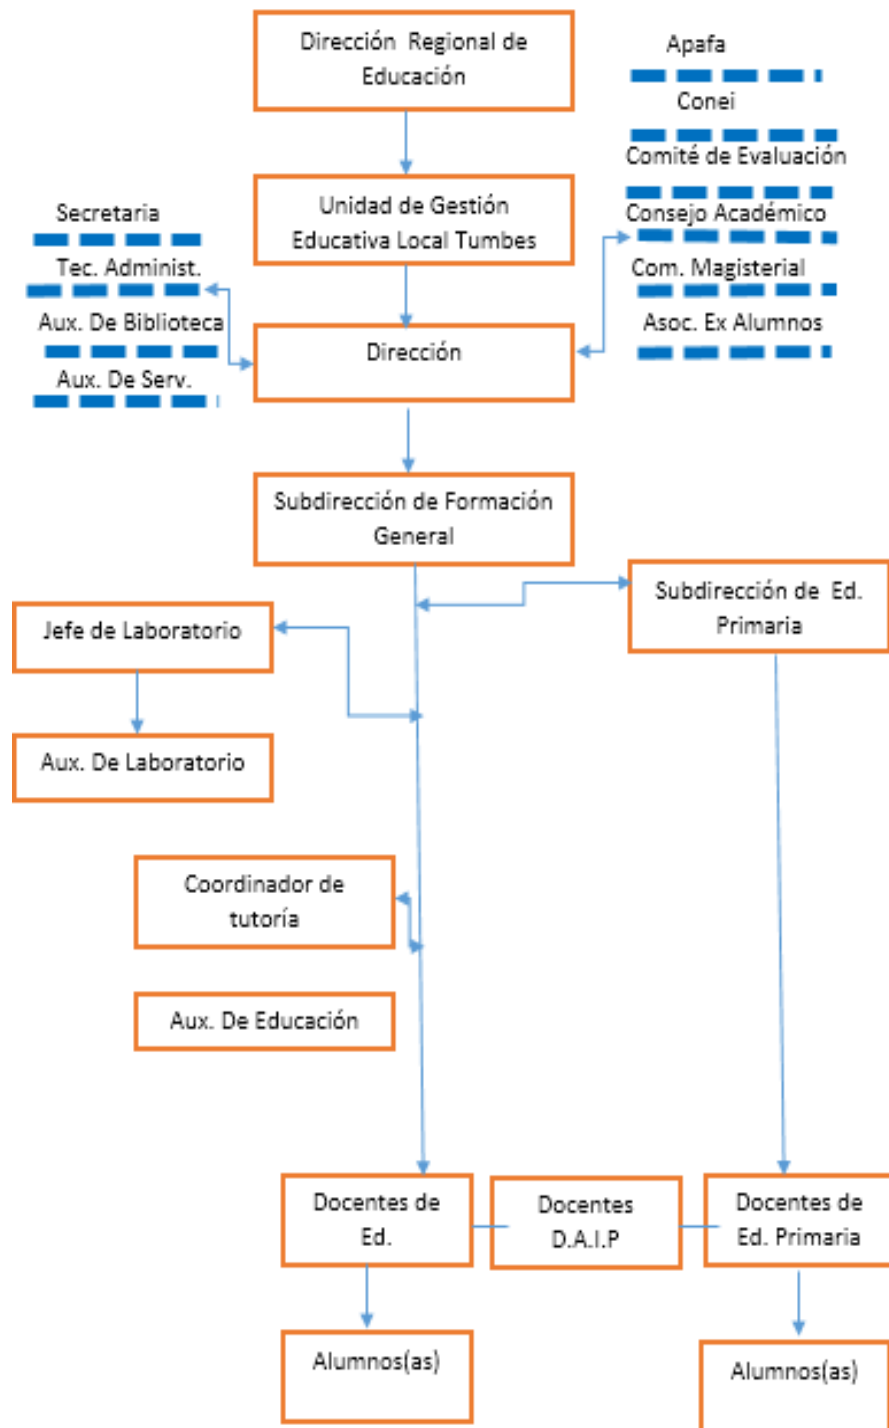 Dirección Regional de
Educación
Apafa
Conei
Comité de Evaluación
Consejo Académico
Com. Magisterial
Asoc. Ex Alumnos
Unidad de Gestión
Educativa Local Tumbes
Secretaria
Tec. Administ.
Aux. De Biblioteca
Aux. De Serv.
Dirección
Subdirección de Formación
General
Subdirección de Ed.
Primaria
Jefe de Laboratorio
Aux. De Laboratorio
Coordinador de
tutoría
Aux. De Educación
Docentes de
Ed.
Docentes
D.A.I.P
Docentes de
Ed. Primaria
Alumnos(as)
Alumnos(as)